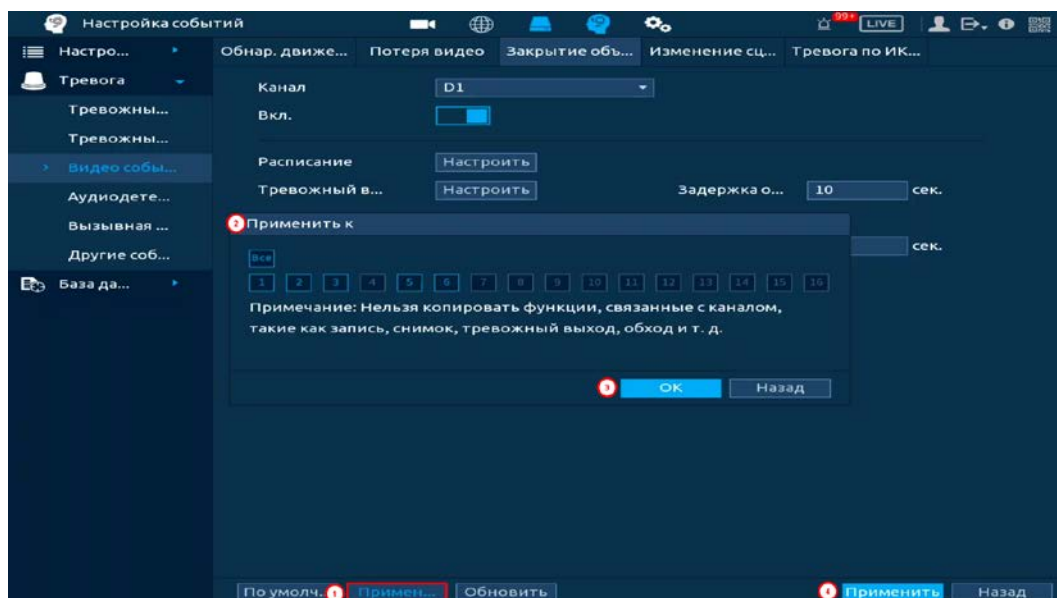 Настройка событий 99+ LIVE
Настро... Обнар. движе... Потеря видео Закрытие объ... Изменение сц... Тревога по ИК...
Тревога
Канал D1
Тревожны...
Вкл.
Тревожны...
Видео собы...
Расписание Настроить
Аудиодете...
Тревожный в... Настроить Задержка о... 10 сек.
Вызывная ...
2 Применить к
Другие соб...
сек.
Все
База да...
1 2 3 4 5 6 7 8 9 10 11 12 13 14 15 16
Примечание: Нельзя копировать функции, связанные с каналом,
такие как запись, снимок, тревожный выход, обход и т. д.
3 OK Назад
По умолч... 1 Примен... Обновить 4 Применить Назад